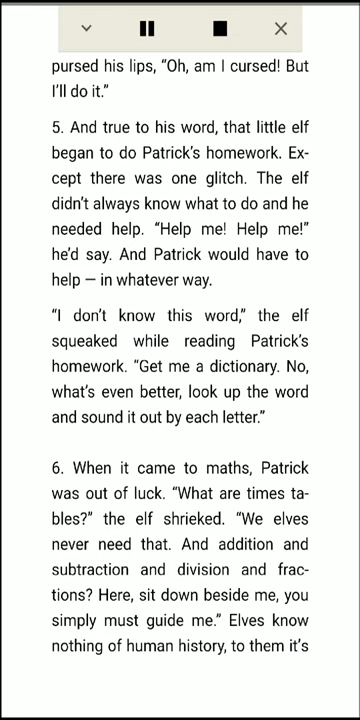 pursed his lips, “Oh, am I cursed! But
I’ll do it.”
5. And true to his word, that little elf
began to do Patrick’s homework. Ex-
cept there was one glitch. The elf
didn’t always know what to do and he
needed help. “Help me! Help me!”
he’d say. And Patrick would have to
help — in whatever way.
“I don’t know this word,” the elf
squeaked while reading Patrick’s
homework. “Get me a dictionary. No,
what’s even better, look up the word
and sound it out by each letter.”
6. When it came to maths, Patrick
was out of luck. “What are times ta-
bles?” the elf shrieked. “We elves
never need that. And addition and
subtraction and division and frac-
tions? Here, sit down beside me, you
simply must guide me.” Elves know
nothing of human history, to them it’s